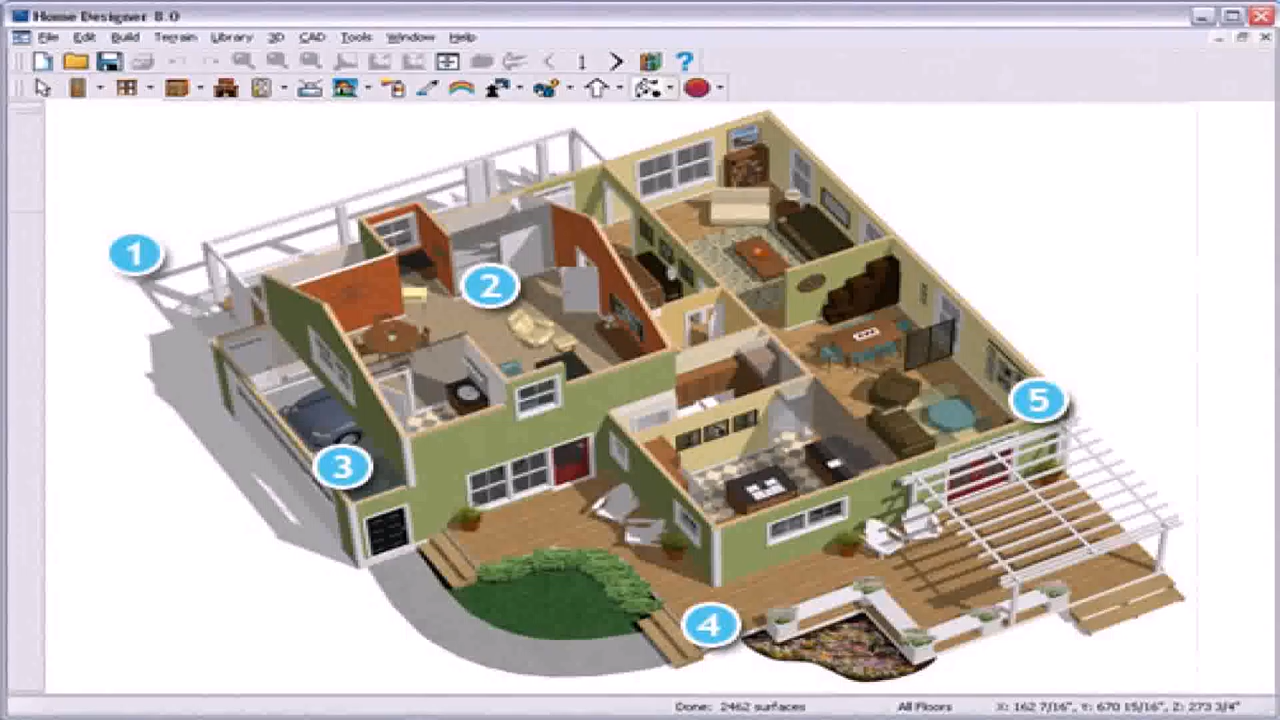 Home Designer 8.0
File Edit Build Terrain Library 3D CAD Tools Window Help
1
1
2
3
4
5
Done: 2462 surfaces All Floors X: 162 7/16", Y: 670 15/16", Z: 273 3/4"